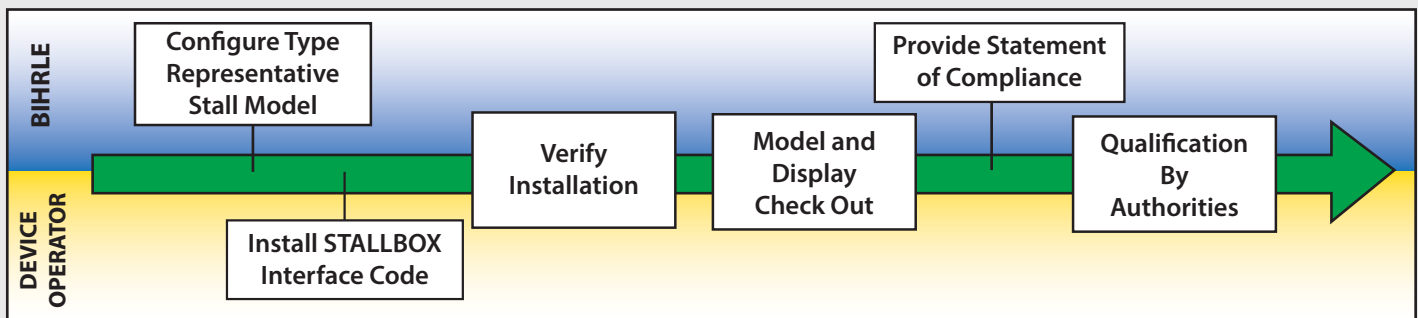 BIHRLE
DEVICE
OPERATOR
Configure Type
Representative
Stall Model
Install STALLBOX
Interface Code
Verify
Installation
Model and
Display
Check Out
Provide Statement
of Compliance
Qualification
By
Authorities